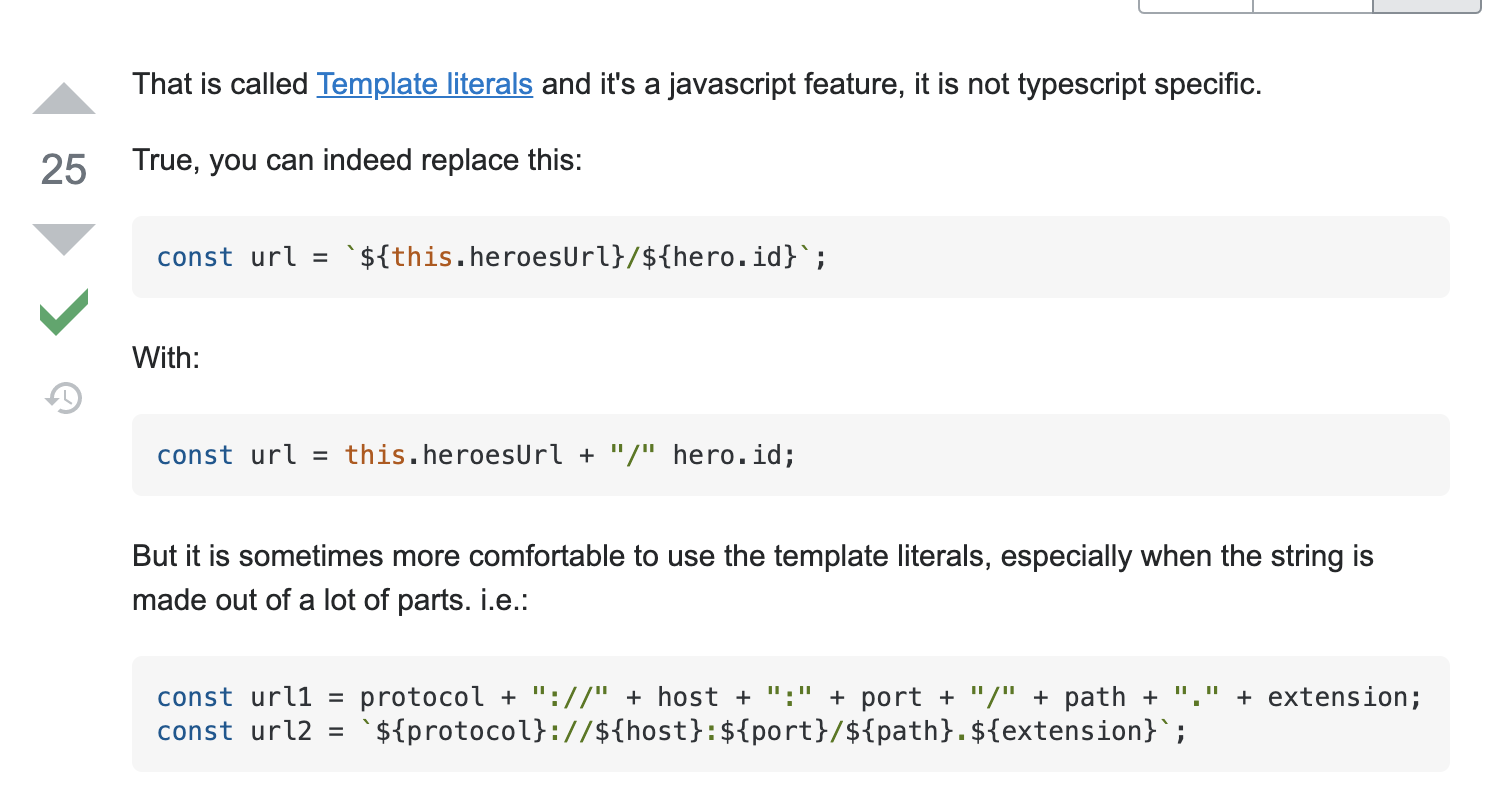 That is called Template literals and it's a javascript feature, it is not typescript specific.
25
True, you can indeed replace this:
const url = `${this.heroesUrl}/${hero.id}`;
With:
const url = this.heroesUrl + "/" hero.id;
But it is sometimes more comfortable to use the template literals, especially when the string is
made out of a lot of parts. i.e.:
const url1 = protocol + "://" + host + ":" + port + "/" + path + "." + extension;
const url2 = `${protocol}://${host}:${port}/${path}.${extension}`;